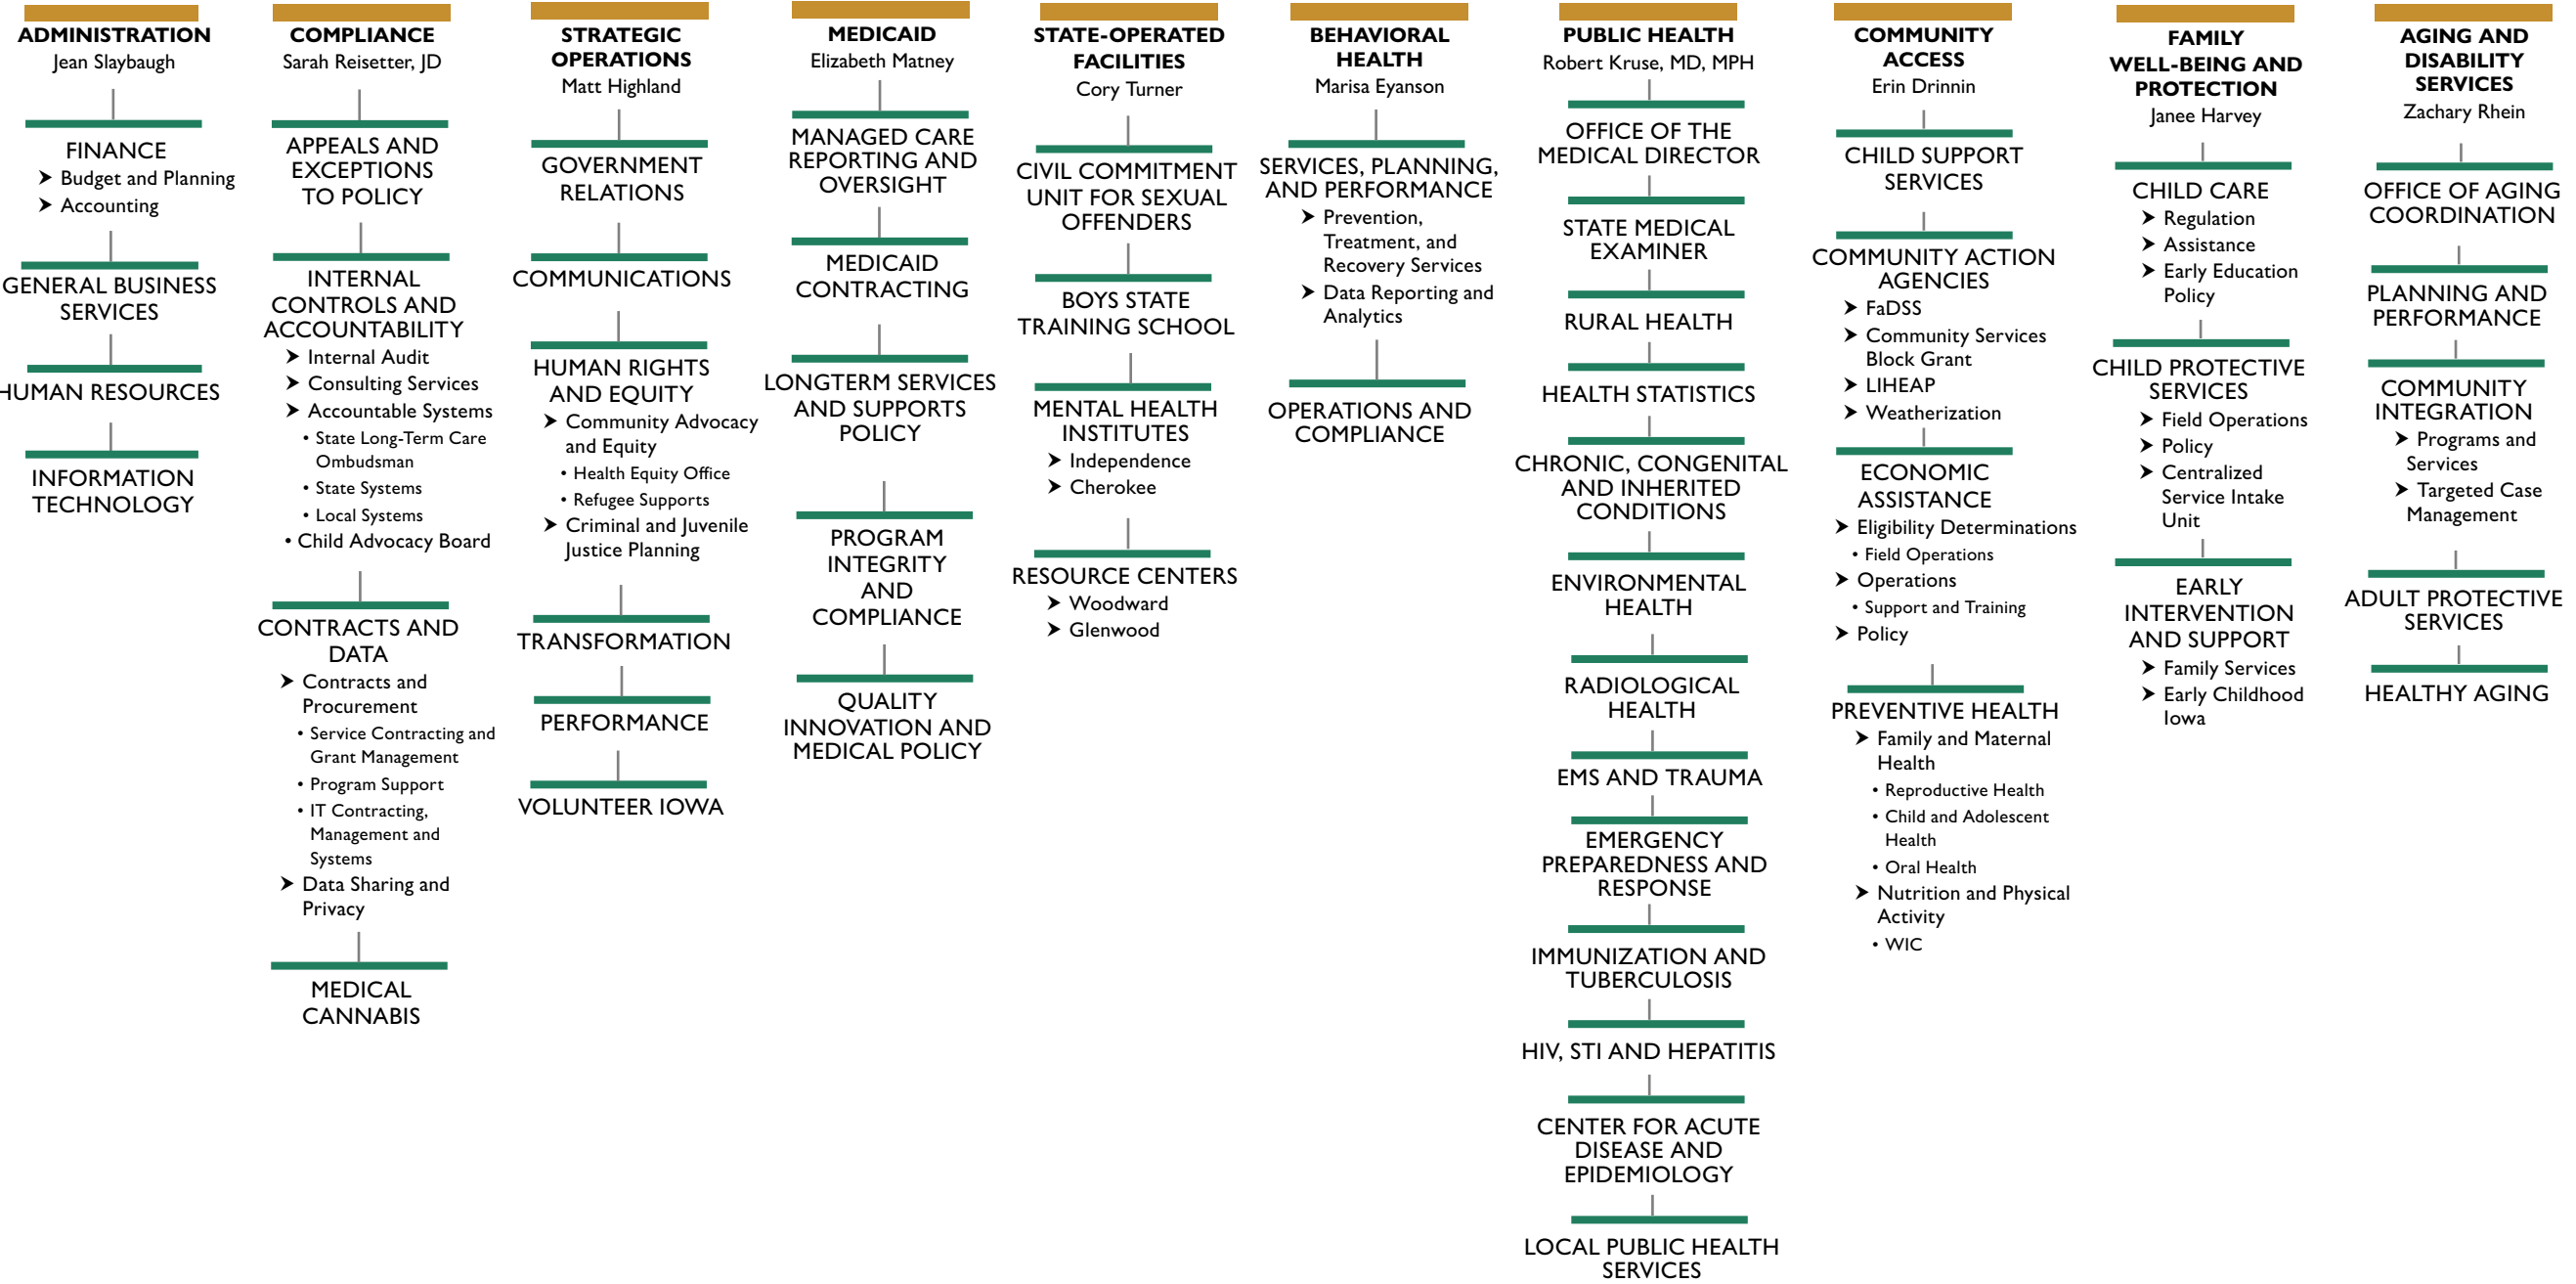 ADMINISTRATION
Jean Slaybaugh
FINANCE
➤ Budget and Planning
➤ Accounting
GENERAL BUSINESS
SERVICES
HUMAN RESOURCES
INFORMATION
TECHNOLOGY
COMPLIANCE
Sarah Reisetter, JD
APPEALS AND
EXCEPTIONS
TO POLICY
INTERNAL
CONTROLS AND
ACCOUNTABILITY
➤ Internal Audit
➤ Consulting Services
➤ Accountable Systems
• State Long-Term Care
Ombudsman
• State Systems
• Local Systems
• Child Advocacy Board
CONTRACTS AND
DATA
➤ Contracts and
Procurement
• Service Contracting and
Grant Management
• Program Support
• IT Contracting,
Management and
Systems
➤ Data Sharing and
Privacy
MEDICAL
CANNABIS
STRATEGIC
OPERATIONS
Matt Highland
GOVERNMENT
RELATIONS
COMMUNICATIONS
HUMAN RIGHTS
AND EQUITY
➤ Community Advocacy
and Equity
• Health Equity Office
• Refugee Supports
➤ Criminal and Juvenile
Justice Planning
TRANSFORMATION
PERFORMANCE
VOLUNTEER IOWA
MEDICAID
Elizabeth Matney
MANAGED CARE
REPORTING AND
OVERSIGHT
MEDICAID
CONTRACTING
LONGTERM SERVICES
AND SUPPORTS
POLICY
PROGRAM
INTEGRITY
AND
COMPLIANCE
QUALITY
INNOVATION AND
MEDICAL POLICY
STATE-OPERATED
FACILITIES
Cory Turner
CIVIL COMMITMENT
UNIT FOR SEXUAL
OFFENDERS
BOYS STATE
TRAINING SCHOOL
MENTAL HEALTH
INSTITUTES
➤ Independence
➤ Cherokee
RESOURCE CENTERS
➤ Woodward
➤ Glenwood
BEHAVIORAL
HEALTH
Marisa Eyanson
SERVICES, PLANNING,
AND PERFORMANCE
➤ Prevention,
Treatment, and
Recovery Services
➤ Data Reporting and
Analytics
OPERATIONS AND
COMPLIANCE
PUBLIC HEALTH
Robert Kruse, MD, MPH
OFFICE OF THE
MEDICAL DIRECTOR
STATE MEDICAL
EXAMINER
RURAL HEALTH
HEALTH STATISTICS
CHRONIC, CONGENITAL
AND INHERITED
CONDITIONS
ENVIRONMENTAL
HEALTH
RADIOLOGICAL
HEALTH
EMS AND TRAUMA
EMERGENCY
PREPAREDNESS AND
RESPONSE
IMMUNIZATION AND
TUBERCULOSIS
HIV, STI AND HEPATITIS
CENTER FOR ACUTE
DISEASE AND
EPIDEMIOLOGY
LOCAL PUBLIC HEALTH
SERVICES
COMMUNITY
ACCESS
Erin Drinnin
CHILD SUPPORT
SERVICES
COMMUNITY ACTION
AGENCIES
➤ FaDSS
➤ Community Services
Block Grant
➤ LIHEAP
➤ Weatherization
ECONOMIC
ASSISTANCE
➤ Eligibility Determinations
• Field Operations
➤ Operations
• Support and Training
➤ Policy
PREVENTIVE HEALTH
➤ Family and Maternal
Health
• Reproductive Health
• Child and Adolescent
Health
• Oral Health
➤ Nutrition and Physical
Activity
• WIC
FAMILY
WELL-BEING AND
PROTECTION
Janee Harvey
CHILD CARE
➤ Regulation
➤ Assistance
➤ Early Education
Policy
CHILD PROTECTIVE
SERVICES
➤ Field Operations
➤ Policy
➤ Centralized
Service Intake
Unit
EARLY
INTERVENTION
AND SUPPORT
➤ Family Services
➤ Early Childhood
Iowa
AGING AND
DISABILITY
SERVICES
Zachary Rhein
OFFICE OF AGING
COORDINATION
PLANNING AND
PERFORMANCE
COMMUNITY
INTEGRATION
➤ Programs and
Services
➤ Targeted Case
Management
ADULT PROTECTIVE
SERVICES
HEALTHY AGING